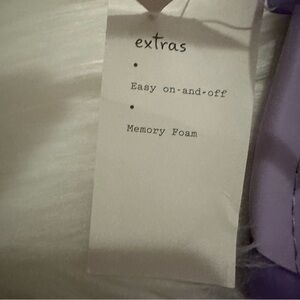 extras
•
Easy on-and-off
•
Memory Foam